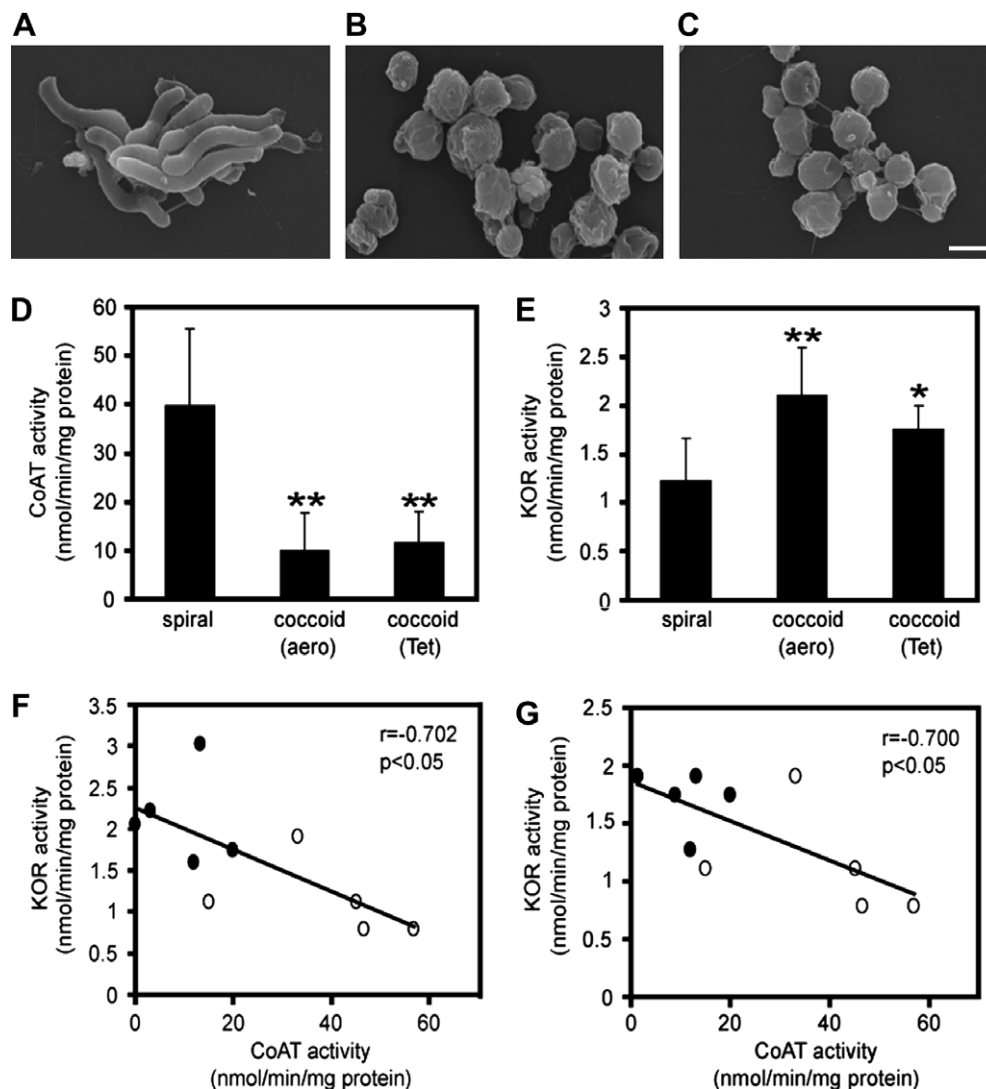 A
B
C
D
60
50
40
30
20
10
0
CoAT activity
(nmol/min/mg protein)
**
**
spiral
coccoid
(aero)
coccoid
(Tet)
E
3
2.5
2
1.5
1
0.5
0
KOR activity
(nmol/min/mg protein)
**
*
spiral
coccoid
(aero)
coccoid
(Tet)
F
3.5
3
2.5
2
1.5
1
0.5
0
KOR activity
(nmol/min/mg protein)
r=-0.702
p<0.05
0
20
40
60
CoAT activity
(nmol/min/mg protein)
G
2.5
2
1.5
1
0.5
0
KOR activity
(nmol/min/mg protein)
r=-0.700
p<0.05
0
20
40
60
CoAT activity
(nmol/min/mg protein)